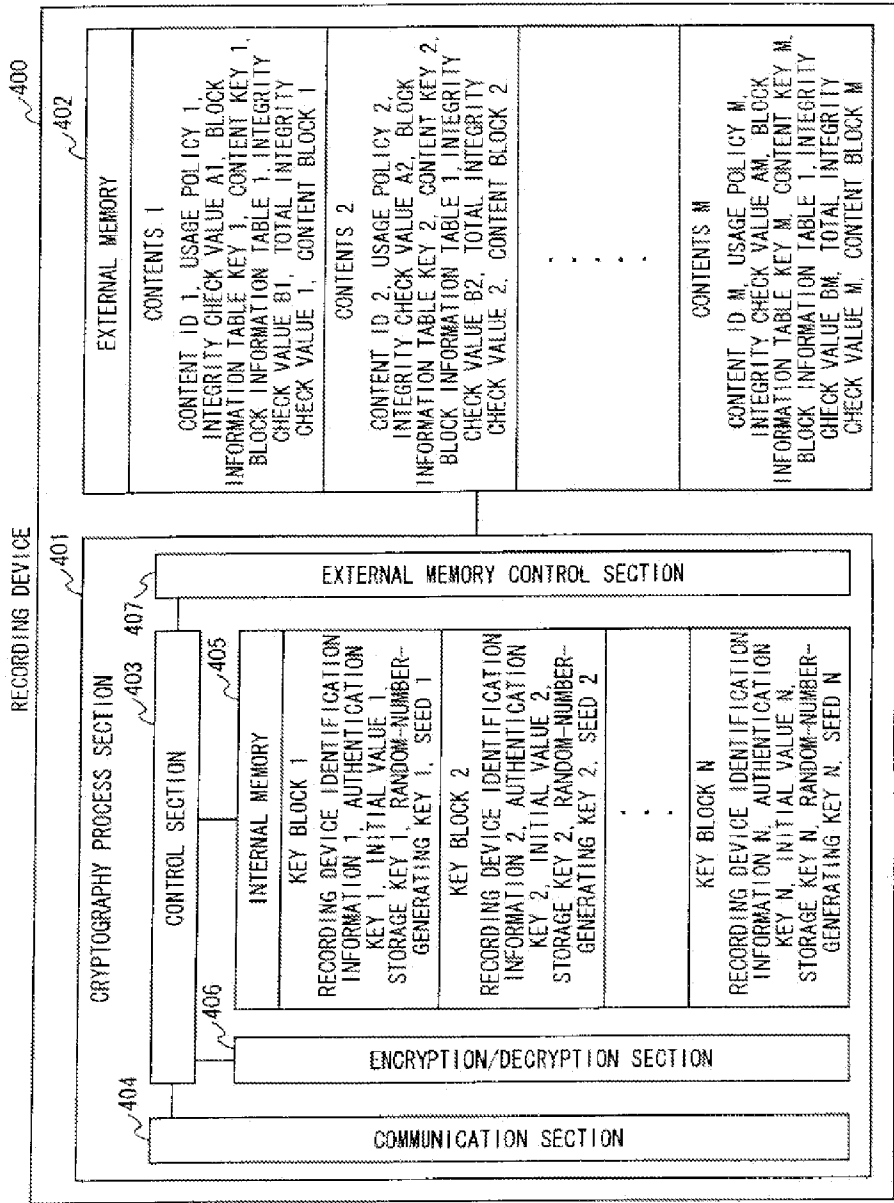 RECORDING DEVICE
400
401
CRYPTOGRAPHY PROCESS SECTION
403
CONTROL SECTION
404
COMMUNICATION SECTION
406
ENCRYPTION/DECRYPTION SECTION
405
INTERNAL MEMORY
KEY BLOCK 1
RECORDING DEVICE IDENTIFICATION
INFORMATION 1, AUTHENTICATION
KEY 1, INITIAL VALUE 1,
STORAGE KEY 1, RANDOM-NUMBER-
GENERATING KEY 1, SEED 1
KEY BLOCK 2
RECORDING DEVICE IDENTIFICATION
INFORMATION 2, AUTHENTICATION
KEY 2, INITIAL VALUE 2,
STORAGE KEY 2, RANDOM-NUMBER-
GENERATING KEY 2, SEED 2
. . .
KEY BLOCK N
RECORDING DEVICE IDENTIFICATION
INFORMATION N, AUTHENTICATION
KEY N, INITIAL VALUE N,
STORAGE KEY N, RANDOM-NUMBER-
GENERATING KEY N, SEED N
407
EXTERNAL MEMORY CONTROL SECTION
402
EXTERNAL MEMORY
CONTENTS 1
CONTENT ID 1, USAGE POLICY 1,
INTEGRITY CHECK VALUE A1, BLOCK
INFORMATION TABLE KEY 1, CONTENT KEY 1,
BLOCK INFORMATION TABLE 1, INTEGRITY
CHECK VALUE B1, TOTAL INTEGRITY
CHECK VALUE 1, CONTENT BLOCK 1
CONTENTS 2
CONTENT ID 2, USAGE POLICY 2,
INTEGRITY CHECK VALUE A2, BLOCK
INFORMATION TABLE KEY 2, CONTENT KEY 2,
BLOCK INFORMATION TABLE 1, INTEGRITY
CHECK VALUE B2, TOTAL INTEGRITY
CHECK VALUE 2, CONTENT BLOCK 2
. . . . .
CONTENTS M
CONTENT ID M, USAGE POLICY M,
INTEGRITY CHECK VALUE AM, BLOCK
INFORMATION TABLE KEY M, CONTENT KEY M,
BLOCK INFORMATION TABLE 1, INTEGRITY
CHECK VALUE BM, TOTAL INTEGRITY
CHECK VALUE M, CONTENT BLOCK M